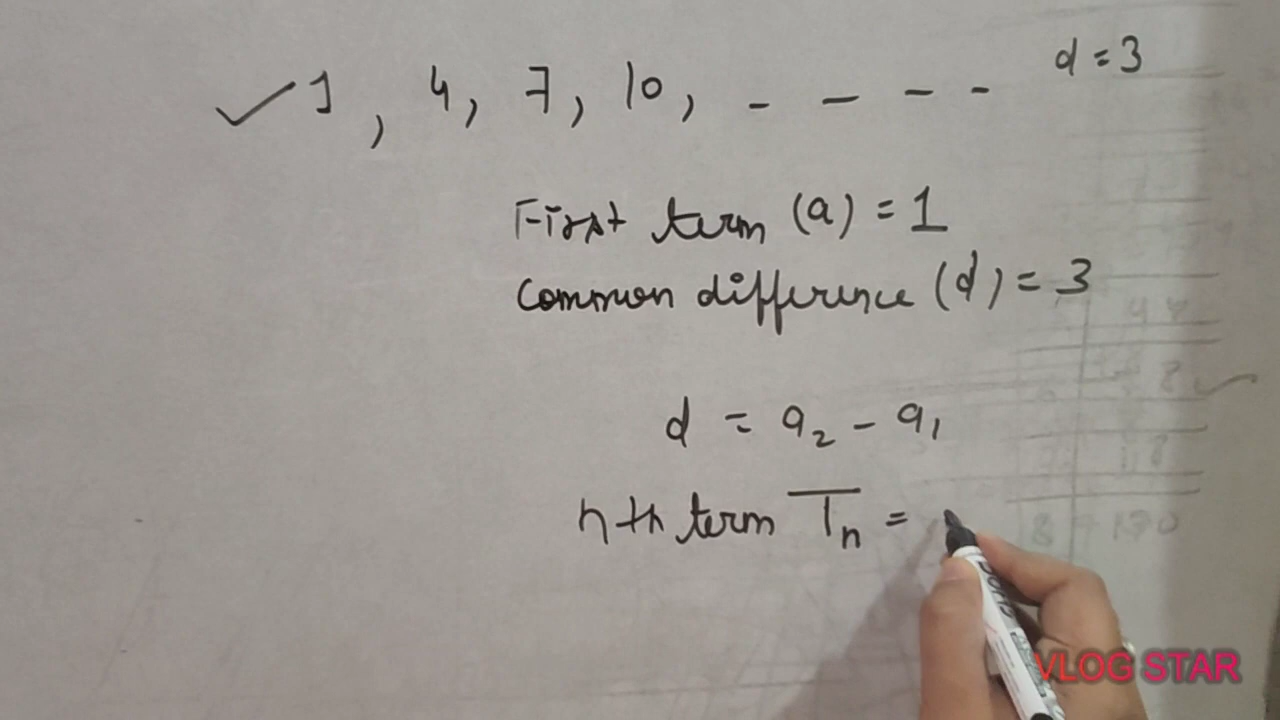 ✓ 1, 4, 7, 10, - - - - d = 3
First term (a) = 1
Common difference (d) = 3
d = a₂ - a₁
nth term Tₙ =
VLOG STAR